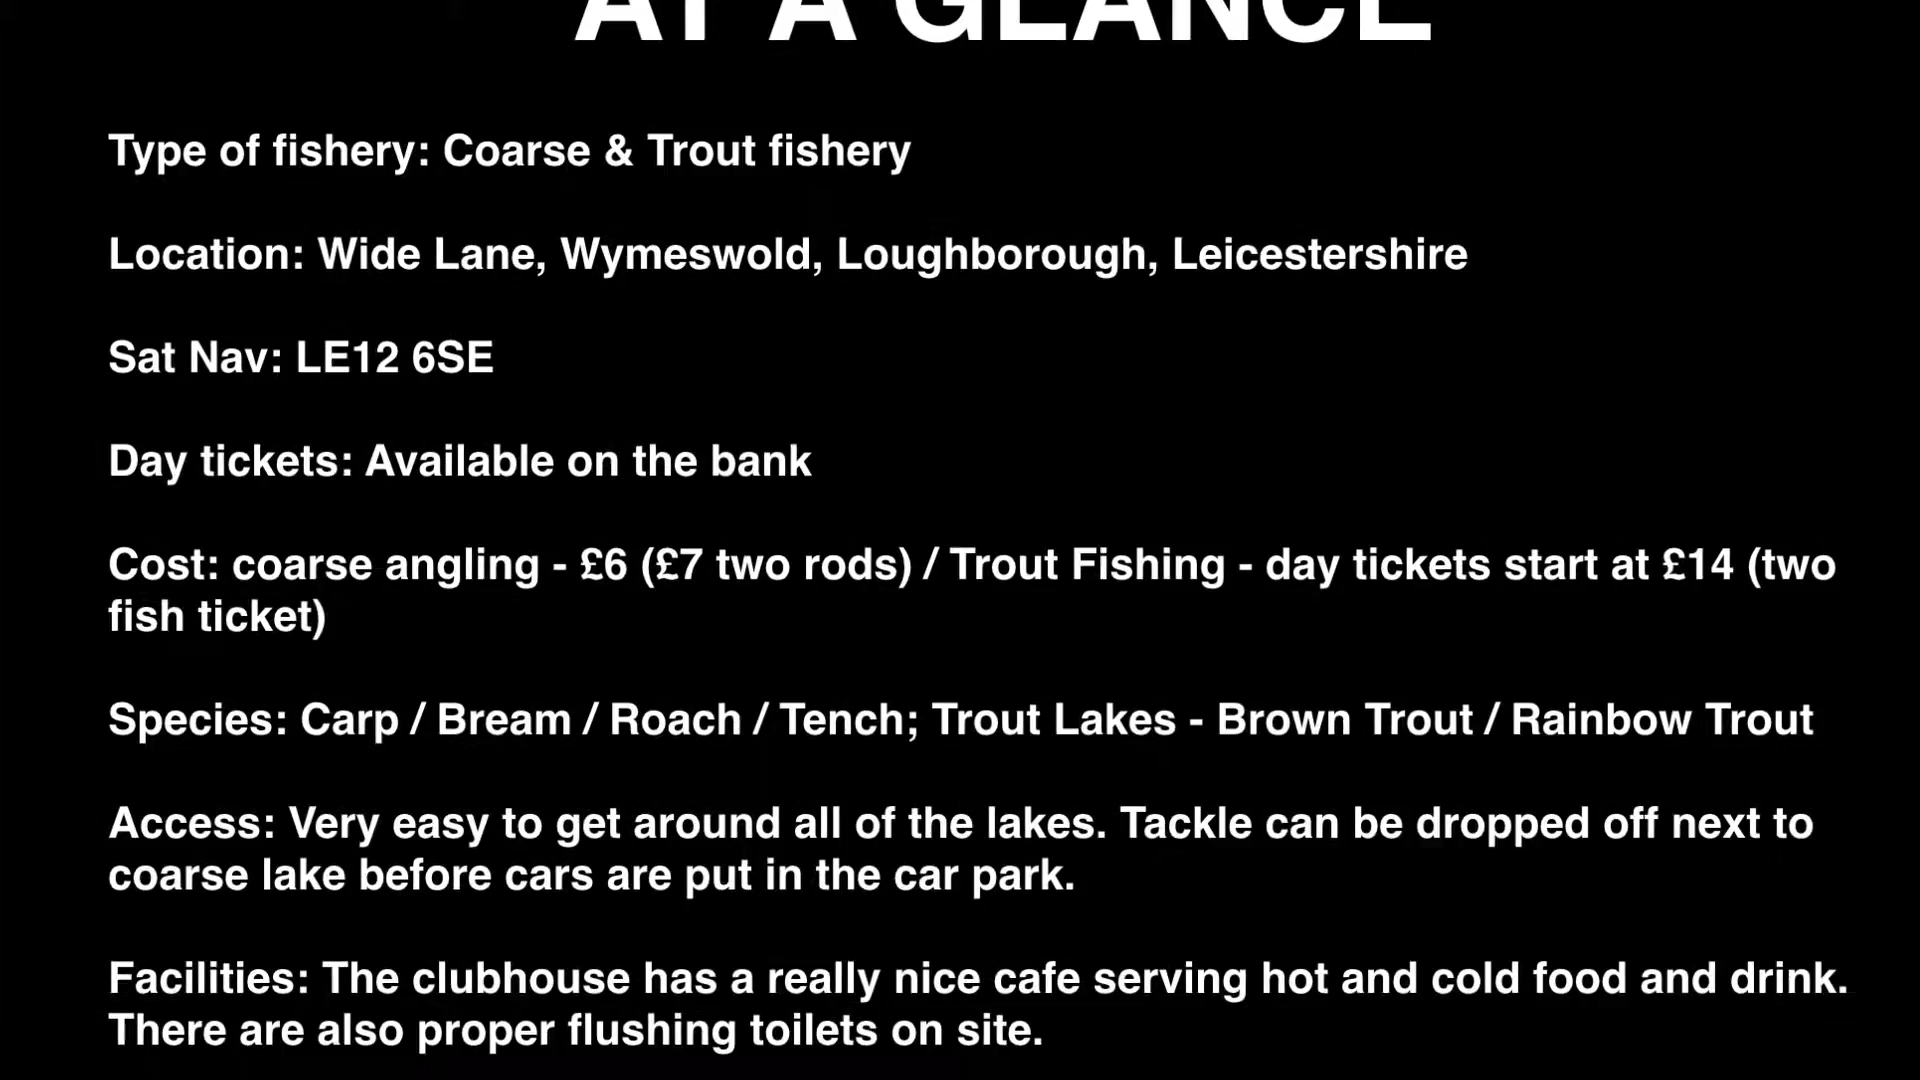 AT A GLANCE
Type of fishery: Coarse & Trout fishery
Location: Wide Lane, Wymeswold, Loughborough, Leicestershire
Sat Nav: LE12 6SE
Day tickets: Available on the bank
Cost: coarse angling - £6 (£7 two rods) / Trout Fishing - day tickets start at £14 (two
fish ticket)
Species: Carp / Bream / Roach / Tench; Trout Lakes - Brown Trout / Rainbow Trout
Access: Very easy to get around all of the lakes. Tackle can be dropped off next to
coarse lake before cars are put in the car park.
Facilities: The clubhouse has a really nice cafe serving hot and cold food and drink.
There are also proper flushing toilets on site.